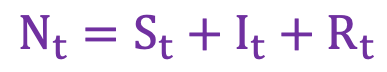 Nₜ = Sₜ + Iₜ + Rₜ